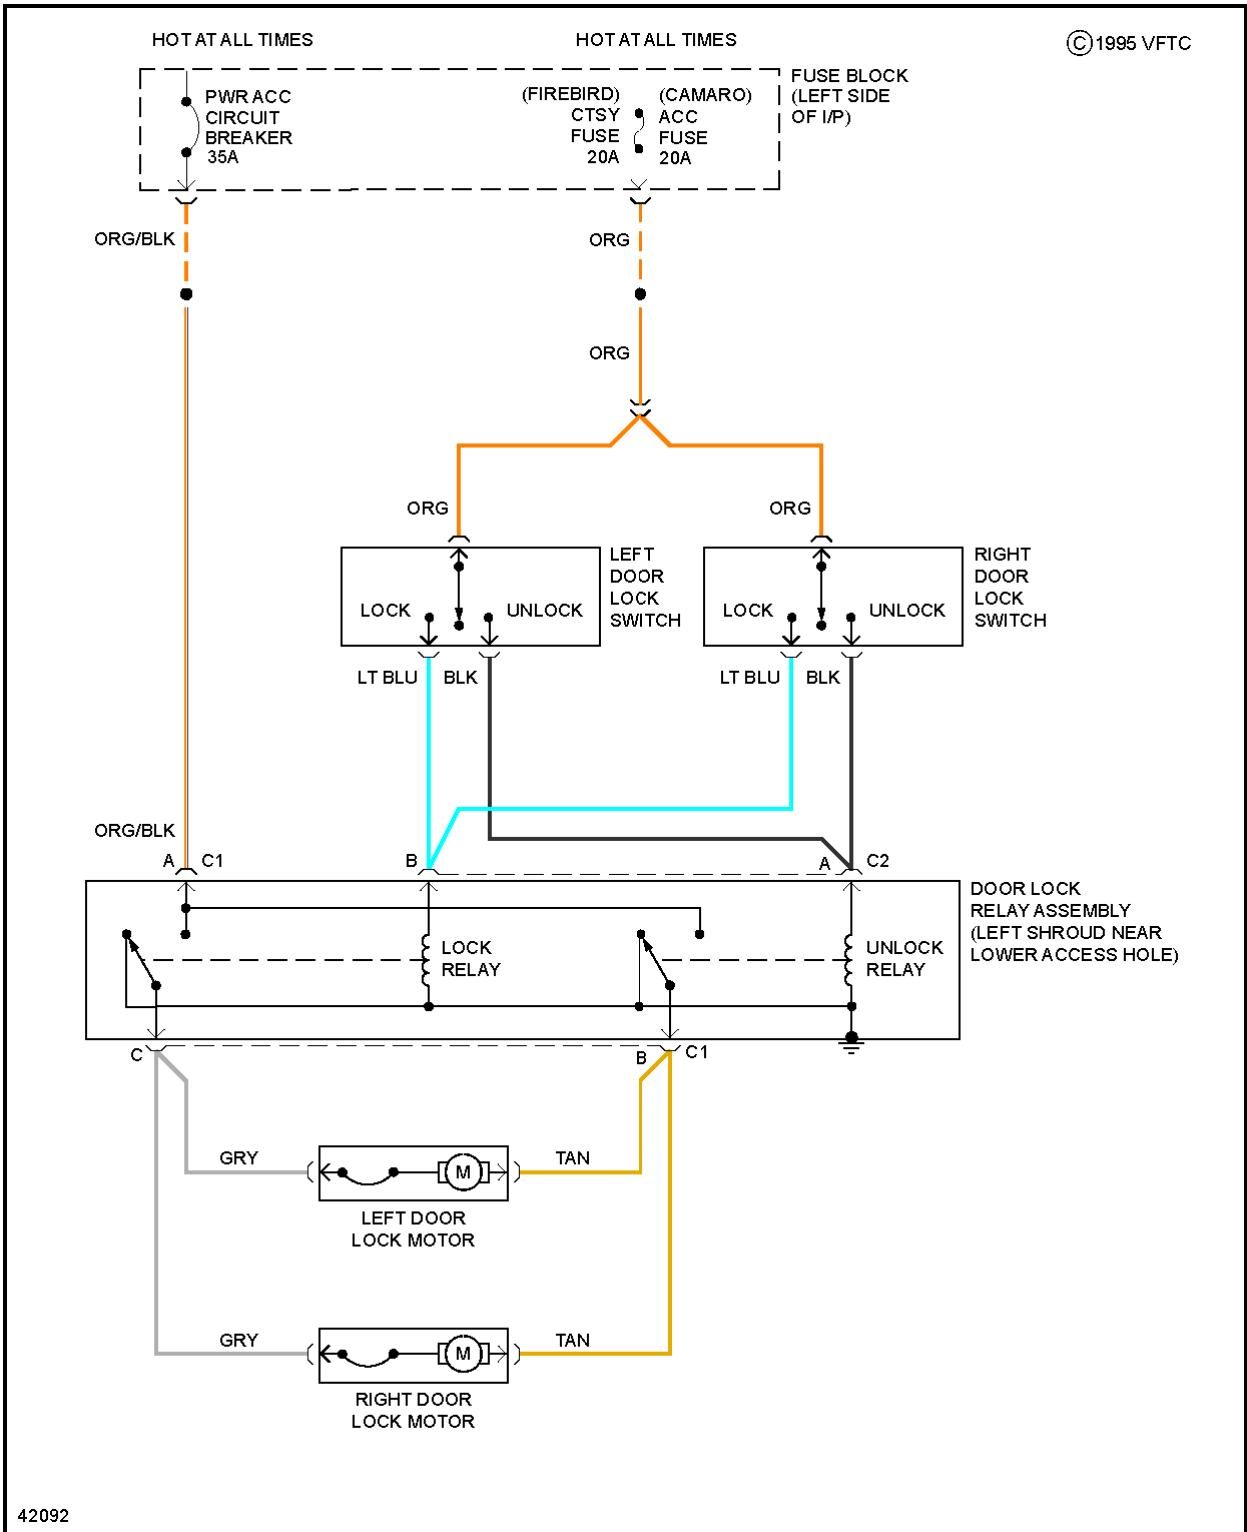 HOT AT ALL TIMES
HOT AT ALL TIMES
© 1995 VFTC
PWR ACC
CIRCUIT
BREAKER
35A
(FIREBIRD)
CTSY
FUSE
20A
(CAMARO)
ACC
FUSE
20A
FUSE BLOCK
(LEFT SIDE
OF I/P)
ORG/BLK
ORG
ORG
ORG
ORG
LOCK
UNLOCK
LEFT
DOOR
LOCK
SWITCH
LOCK
UNLOCK
RIGHT
DOOR
LOCK
SWITCH
LT BLU
BLK
LT BLU
BLK
ORG/BLK
A
C1
B
A
C2
LOCK
RELAY
UNLOCK
RELAY
DOOR LOCK
RELAY ASSEMBLY
(LEFT SHROUD NEAR
LOWER ACCESS HOLE)
C
B
C1
GRY
M
TAN
LEFT DOOR
LOCK MOTOR
GRY
M
TAN
RIGHT DOOR
LOCK MOTOR
42092